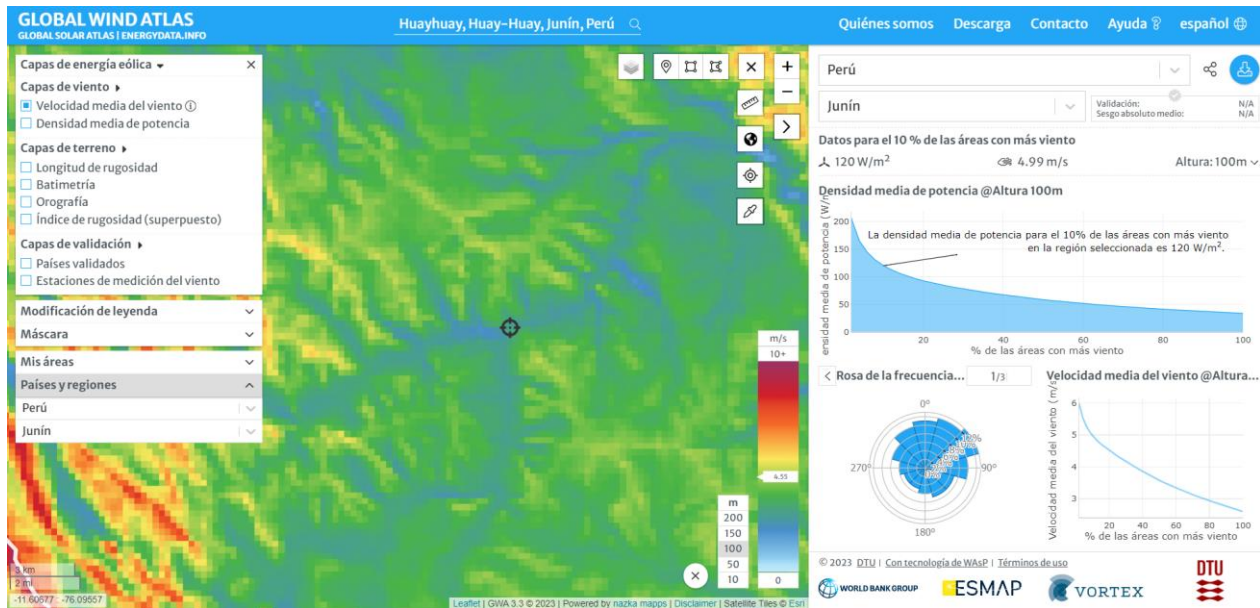 GLOBAL WIND ATLAS
GLOBAL SOLAR ATLAS | ENERGYDATA.INFO
Huayhuay, Huay-Huay, Junín, Perú
Quiénes somos Descarga Contacto Ayuda español
Capas de energía eólica
Capas de viento
Velocidad media del viento
Densidad media de potencia
Capas de terreno
Longitud de rugosidad
Batimetría
Orografía
Índice de rugosidad (superpuesto)
Capas de validación
Países validados
Estaciones de medición del viento
Modificación de leyenda
Máscara
Mis áreas
Países y regiones
Perú
Junín
3 km
2 mi
-11.60677 : -76.09557
m/s
10+
4.55
0
m
200
150
100
50
10
Leaflet | GWA 3.3 © 2023 | Powered by nazka mapps | Disclaimer | Satellite Tiles © Esri
Perú
Junín
Validación: N/A
Sesgo absoluto medio: N/A
Datos para el 10 % de las áreas con más viento
120 W/m²
4.99 m/s
Altura: 100m
Densidad media de potencia @Altura 100m
ensidad media de potencia (W/m
200
150
100
50
0
La densidad media de potencia para el 10% de las áreas con más viento
en la región seleccionada es 120 W/m².
20 40 60 80 100
% de las áreas con más viento
Rosa de la frecuencia... 1/3
0°
90°
180°
270°
Velocidad media del viento @Altura...
Velocidad media del viento (m/s
6
5
4
3
20 40 60 80 100
% de las áreas con más viento
© 2023 DTU | Con tecnología de WAsP | Términos de uso
WORLD BANK GROUP
ESMAP
VORTEX
DTU